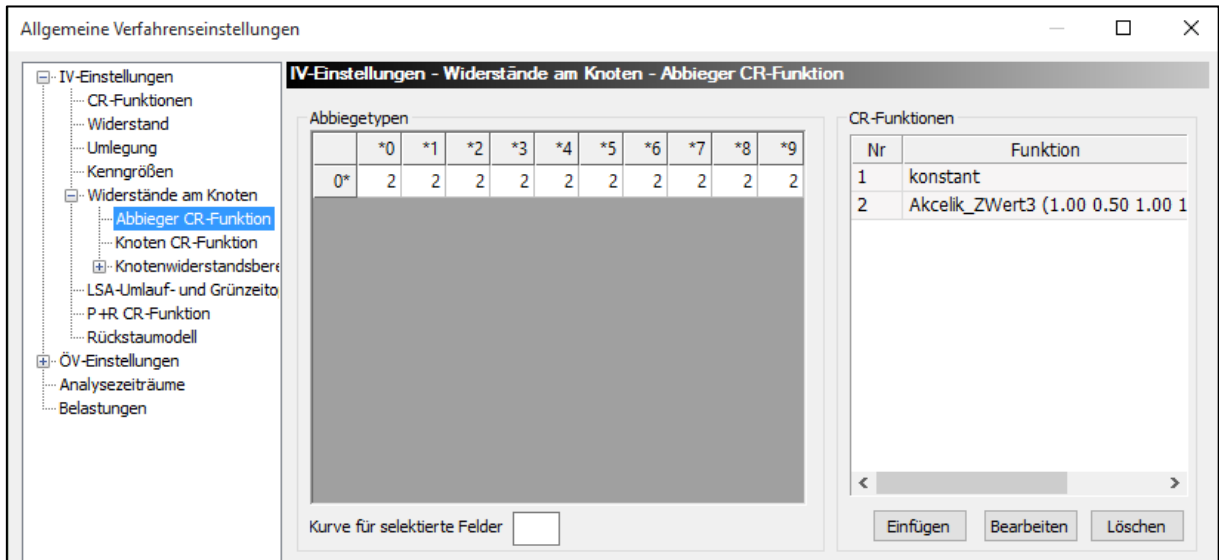 Allgemeine Verfahrenseinstellungen
IV-Einstellungen
CR-Funktionen
Widerstand
Umlegung
Kenngrößen
Widerstände am Knoten
Abbieger CR-Funktion
Knoten CR-Funktion
Knotenwiderstandsbere
LSA-Umlauf- und Grünzeito
P+R CR-Funktion
Rückstaumodell
ÖV-Einstellungen
Analysezeiträume
Belastungen
IV-Einstellungen - Widerstände am Knoten - Abbieger CR-Funktion
Abbiegetypen
*0 *1 *2 *3 *4 *5 *6 *7 *8 *9
0* 2 2 2 2 2 2 2 2 2 2
Kurve für selektierte Felder
CR-Funktionen
Nr Funktion
1 konstant
2 Akcelik_ZWert3 (1.00 0.50 1.00 1
Einfügen Bearbeiten Löschen